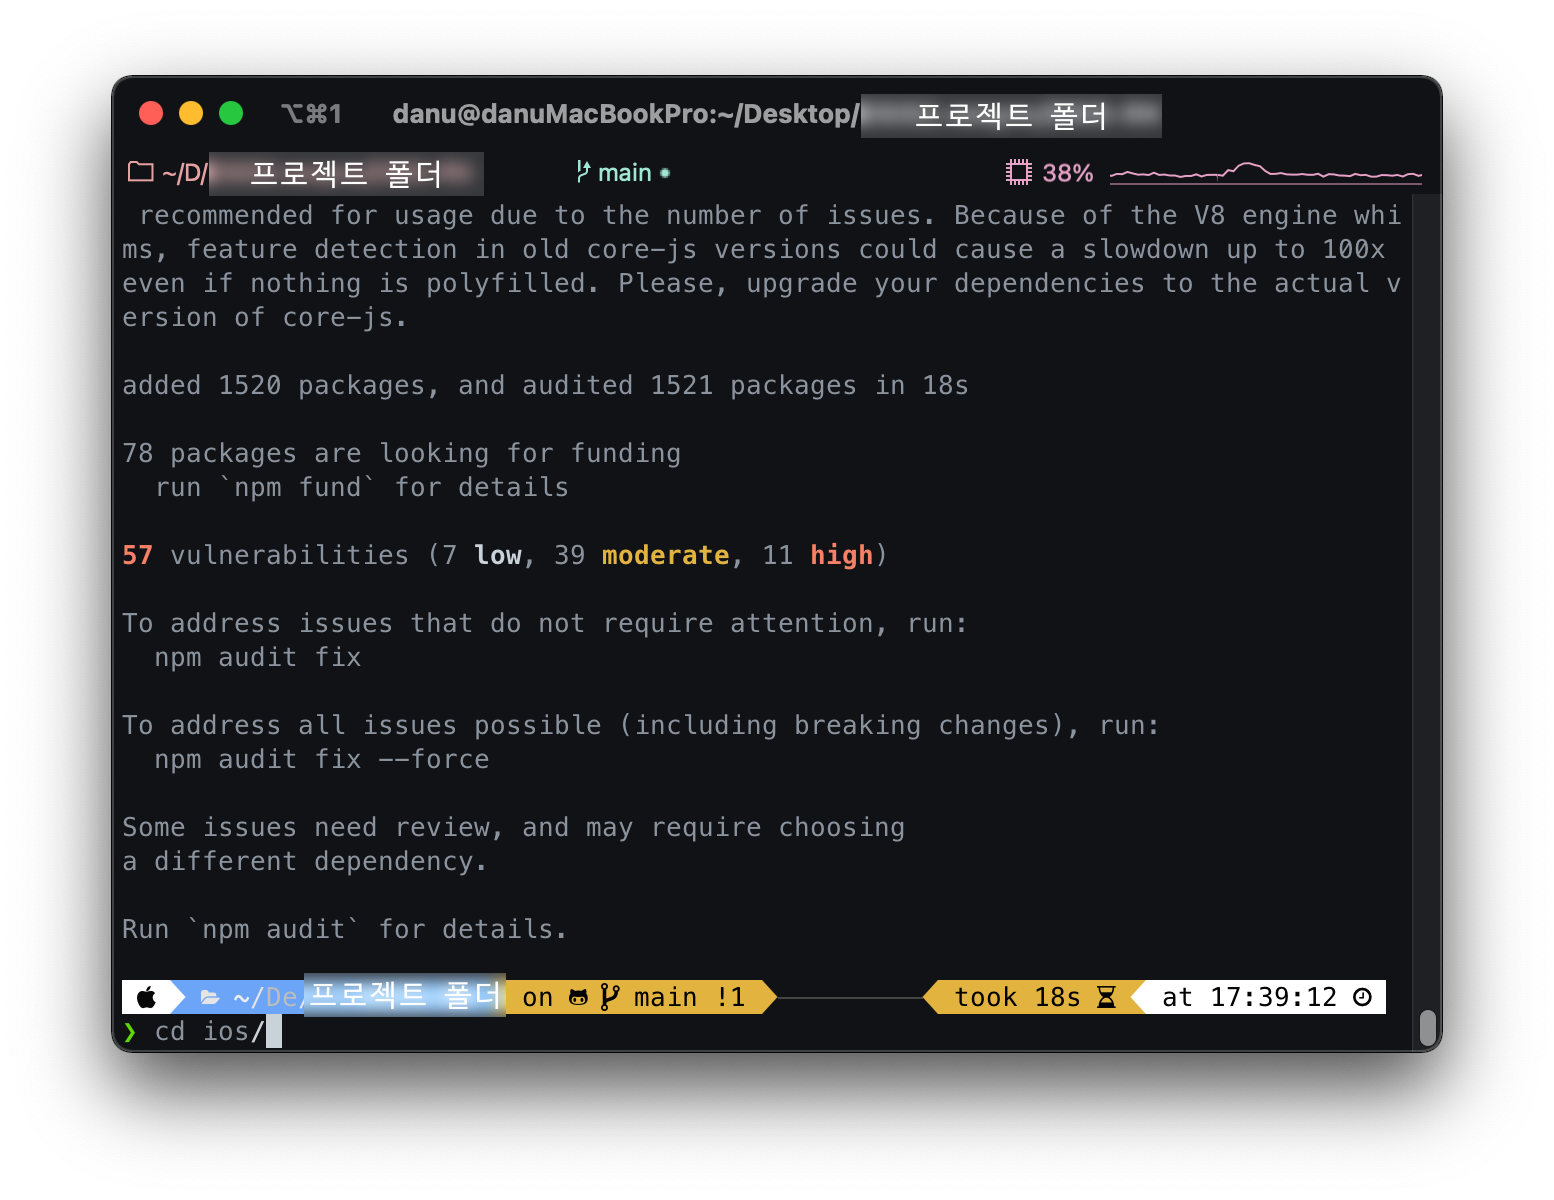 ⌥⌘1 danu@danuMacBookPro:~/Desktop/ 프로젝트 폴더
~/D/ 프로젝트 폴더 main 38%
recommended for usage due to the number of issues. Because of the V8 engine whi
ms, feature detection in old core-js versions could cause a slowdown up to 100x
even if nothing is polyfilled. Please, upgrade your dependencies to the actual v
ersion of core-js.
added 1520 packages, and audited 1521 packages in 18s
78 packages are looking for funding
run `npm fund` for details
57 vulnerabilities (7 low, 39 moderate, 11 high)
To address issues that do not require attention, run:
npm audit fix
To address all issues possible (including breaking changes), run:
npm audit fix --force
Some issues need review, and may require choosing
a different dependency.
Run `npm audit` for details.
~/De/ 프로젝트 폴더 on main !1 took 18s at 17:39:12
❯ cd ios/